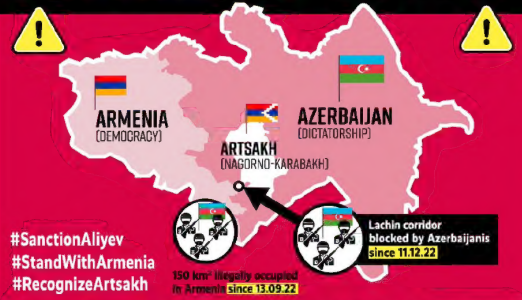 ARMENIA
(DEMOCRACY)
AZERBAIJAN
(DICTATORSHIP)
ARTSAKH
(NAGORNO-KARABAKH)
Lachin corridor
blocked by Azerbaijanis
since 11.12.22
#SanctionAliyev
#StandWithArmenia
#RecognizeArtsakh
150 km² illegally occupied
in Armenia since 13.09.22